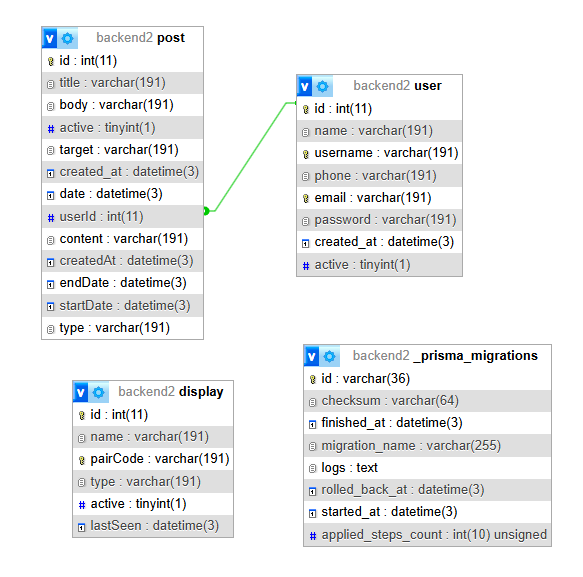 v backend2 post
id : int(11)
title : varchar(191)
body : varchar(191)
# active : tinyint(1)
target : varchar(191)
created_at : datetime(3)
date : datetime(3)
# userId : int(11)
content : varchar(191)
createdAt : datetime(3)
endDate : datetime(3)
startDate : datetime(3)
type : varchar(191)
v backend2 user
id : int(11)
name : varchar(191)
username : varchar(191)
phone : varchar(191)
email : varchar(191)
password : varchar(191)
created_at : datetime(3)
# active : tinyint(1)
v backend2 display
id : int(11)
name : varchar(191)
pairCode : varchar(191)
type : varchar(191)
# active : tinyint(1)
lastSeen : datetime(3)
v backend2 _prisma_migrations
id : varchar(36)
checksum : varchar(64)
finished_at : datetime(3)
migration_name : varchar(255)
logs : text
rolled_back_at : datetime(3)
started_at : datetime(3)
# applied_steps_count : int(10) unsigned